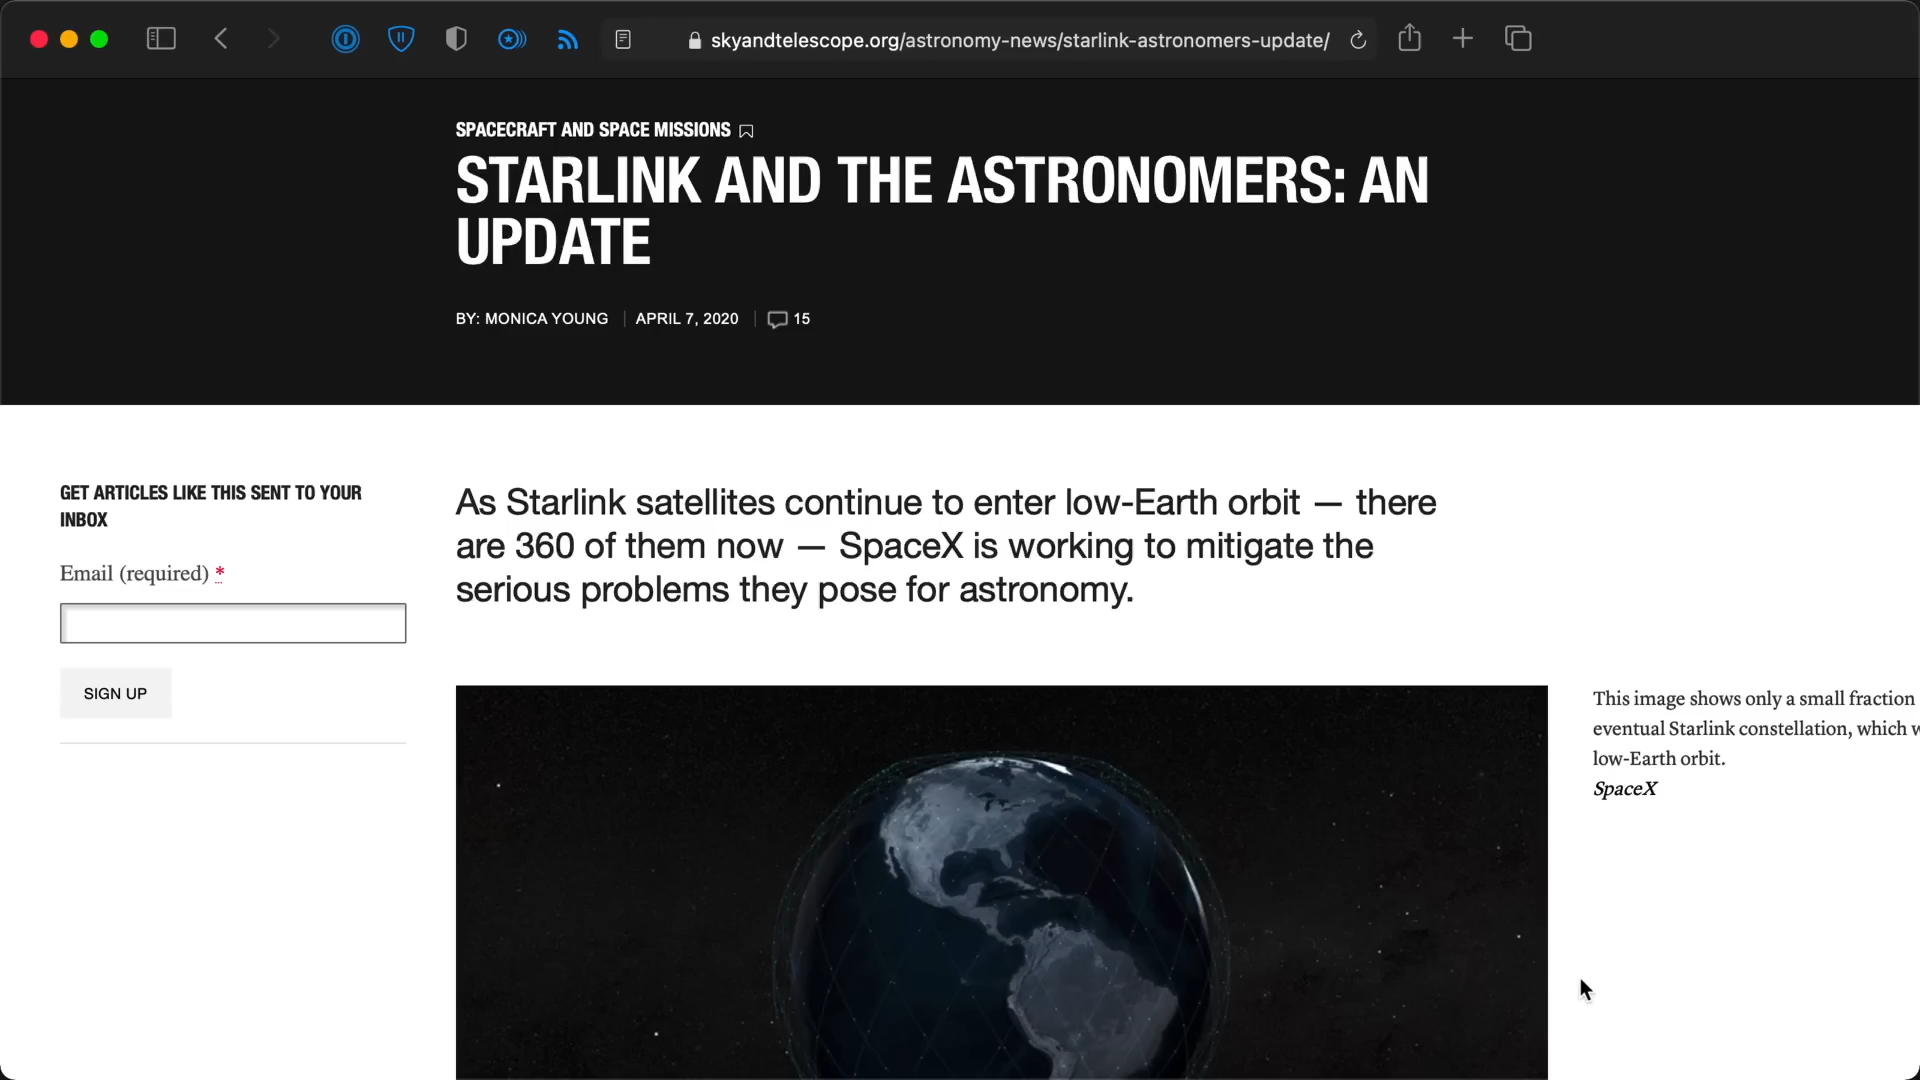 skyandtelescope.org/astronomy-news/starlink-astronomers-update/
SPACECRAFT AND SPACE MISSIONS
STARLINK AND THE ASTRONOMERS: AN
UPDATE
BY: MONICA YOUNG
APRIL 7, 2020
15
GET ARTICLES LIKE THIS SENT TO YOUR
INBOX
Email (required) *
SIGN UP
As Starlink satellites continue to enter low-Earth orbit — there
are 360 of them now — SpaceX is working to mitigate the
serious problems they pose for astronomy.
This image shows only a small fraction
eventual Starlink constellation, which
low-Earth orbit.
SpaceX